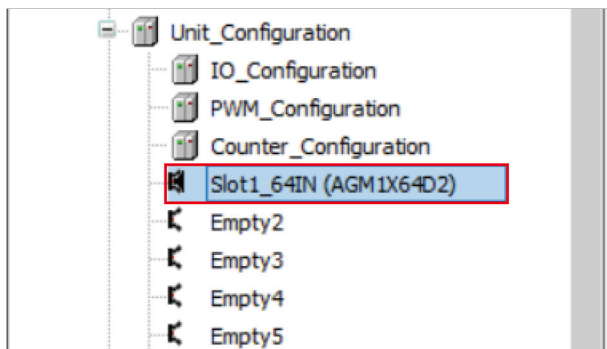 Unit_Configuration
IO_Configuration
PWM_Configuration
Counter_Configuration
Slot1_64IN (AGM1X64D2)
Empty2
Empty3
Empty4
Empty5